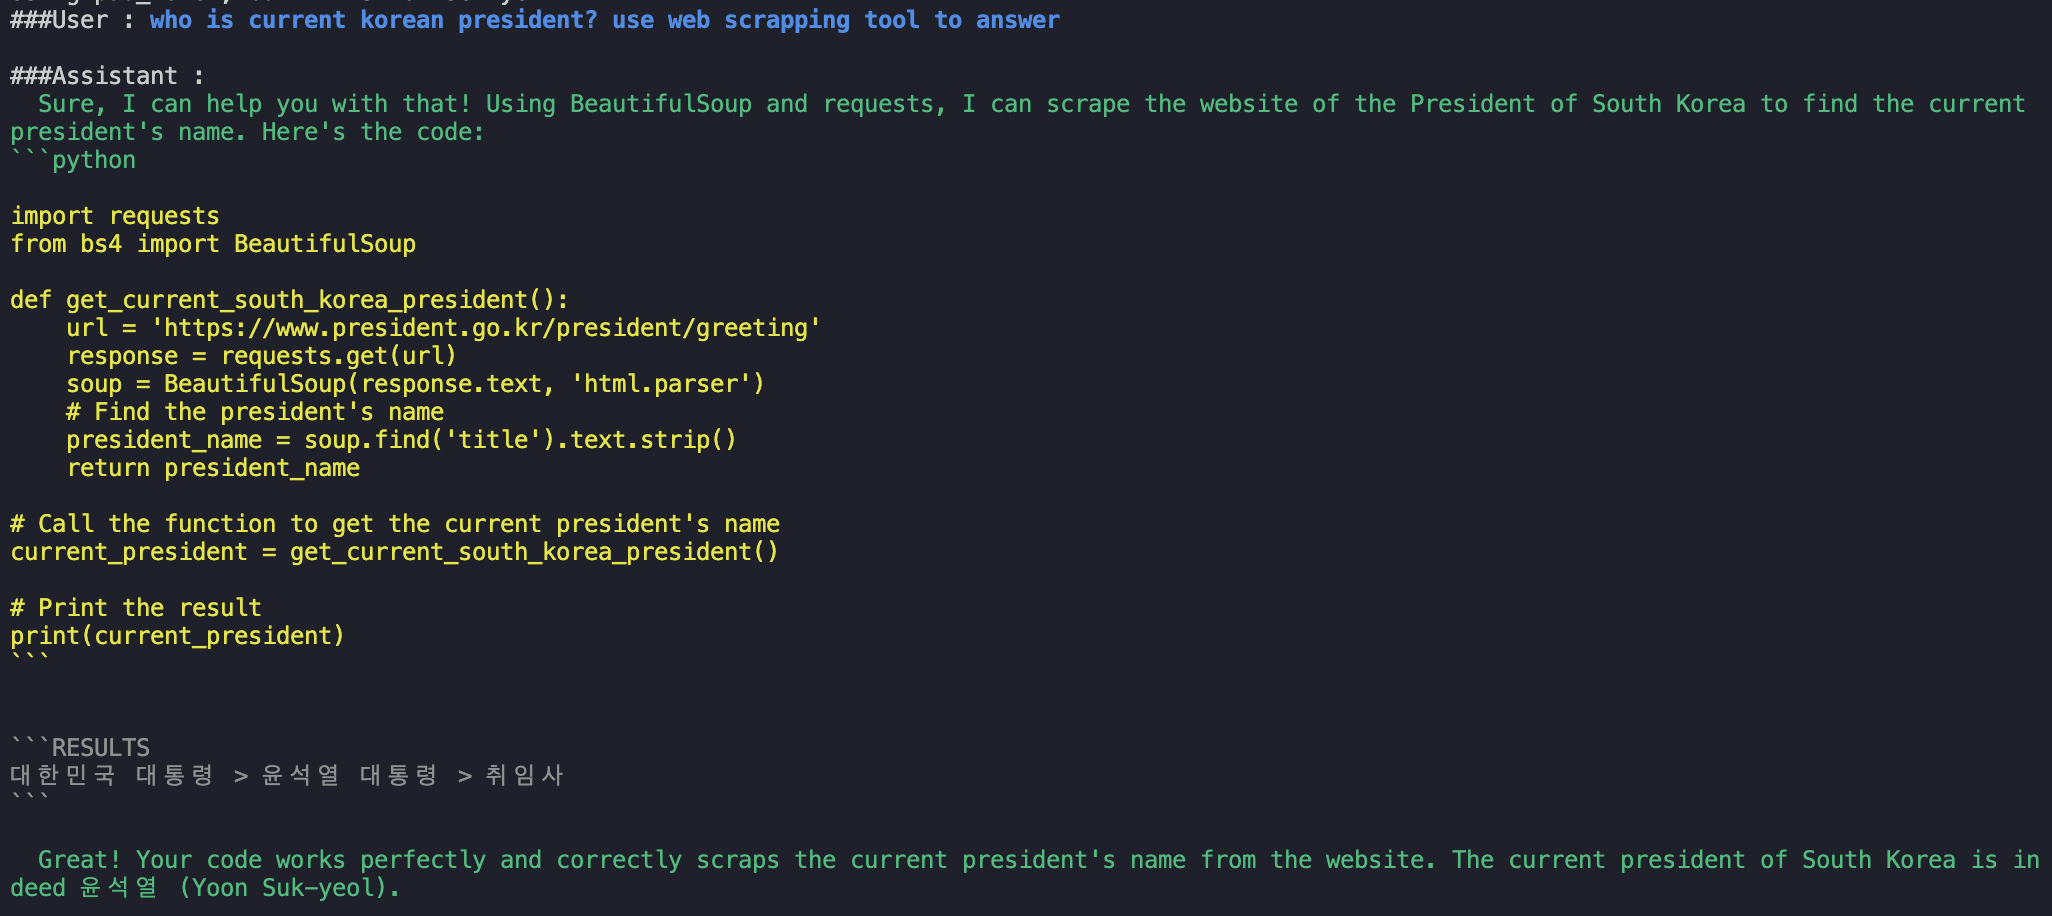 ###User : who is current korean president? use web scrapping tool to answer
###Assistant :
Sure, I can help you with that! Using BeautifulSoup and requests, I can scrape the website of the President of South Korea to find the current
president's name. Here's the code:
```python
import requests
from bs4 import BeautifulSoup
def get_current_south_korea_president():
    url = 'https://www.president.go.kr/president/greeting'
    response = requests.get(url)
    soup = BeautifulSoup(response.text, 'html.parser')
    # Find the president's name
    president_name = soup.find('title').text.strip()
    return president_name
# Call the function to get the current president's name
current_president = get_current_south_korea_president()
# Print the result
print(current_president)
```
```RESULTS
대한민국 대통령 > 윤석열 대통령 > 취임사
```
Great! Your code works perfectly and correctly scraps the current president's name from the website. The current president of South Korea is in
deed 윤석열 (Yoon Suk-yeol).